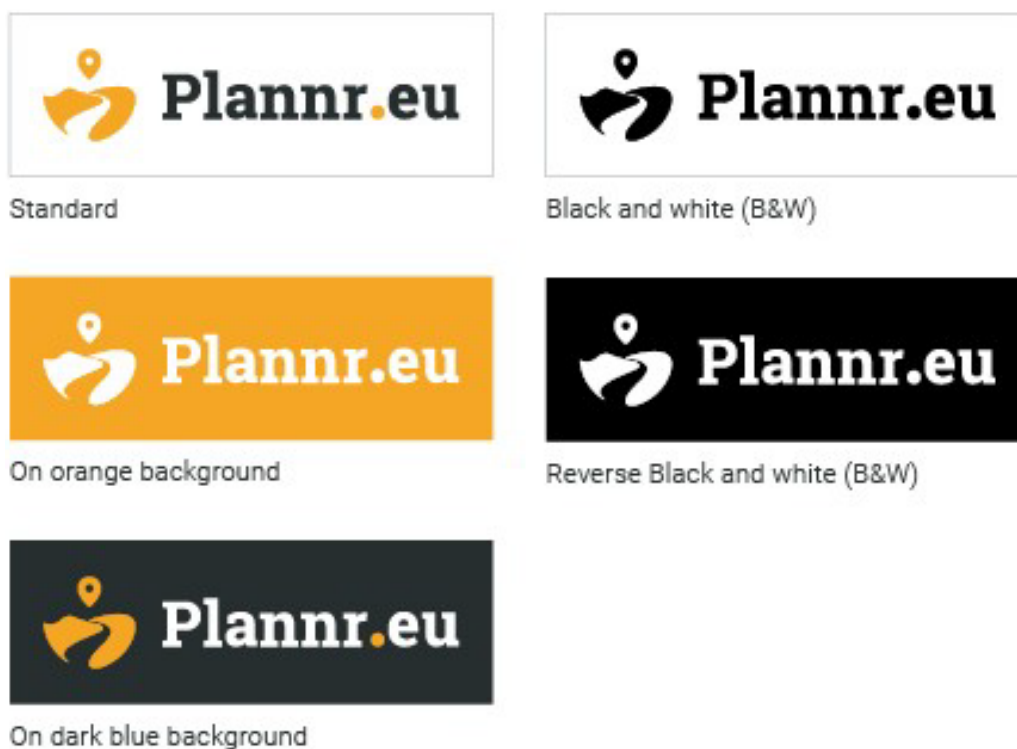 Plannr.eu
Standard
Plannr.eu
Black and white (B&W)
Plannr.eu
On orange background
Plannr.eu
Reverse Black and white (B&W)
Plannr.eu
On dark blue background